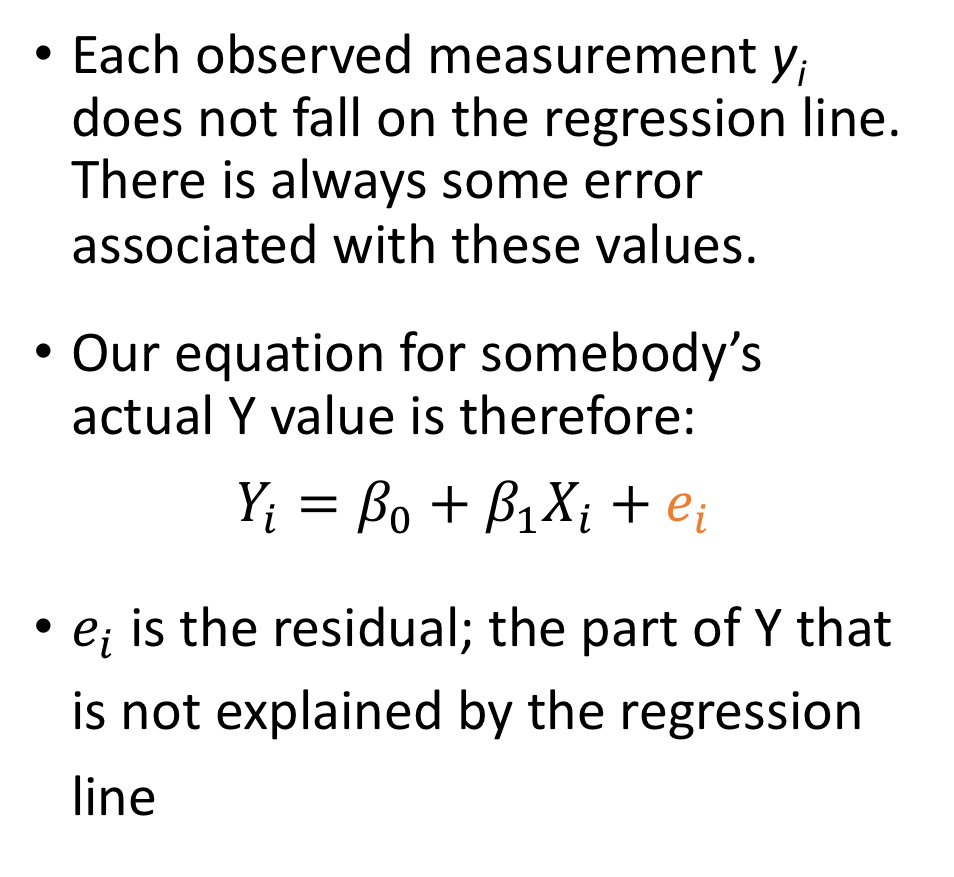 • Each observed measurement yᵢ
does not fall on the regression line.
There is always some error
associated with these values.
• Our equation for somebody’s
actual Y value is therefore:
𝑌ᵢ = 𝛽₀ + 𝛽₁𝑋ᵢ + 𝑒ᵢ
• 𝑒ᵢ is the residual; the part of Y that
is not explained by the regression
line